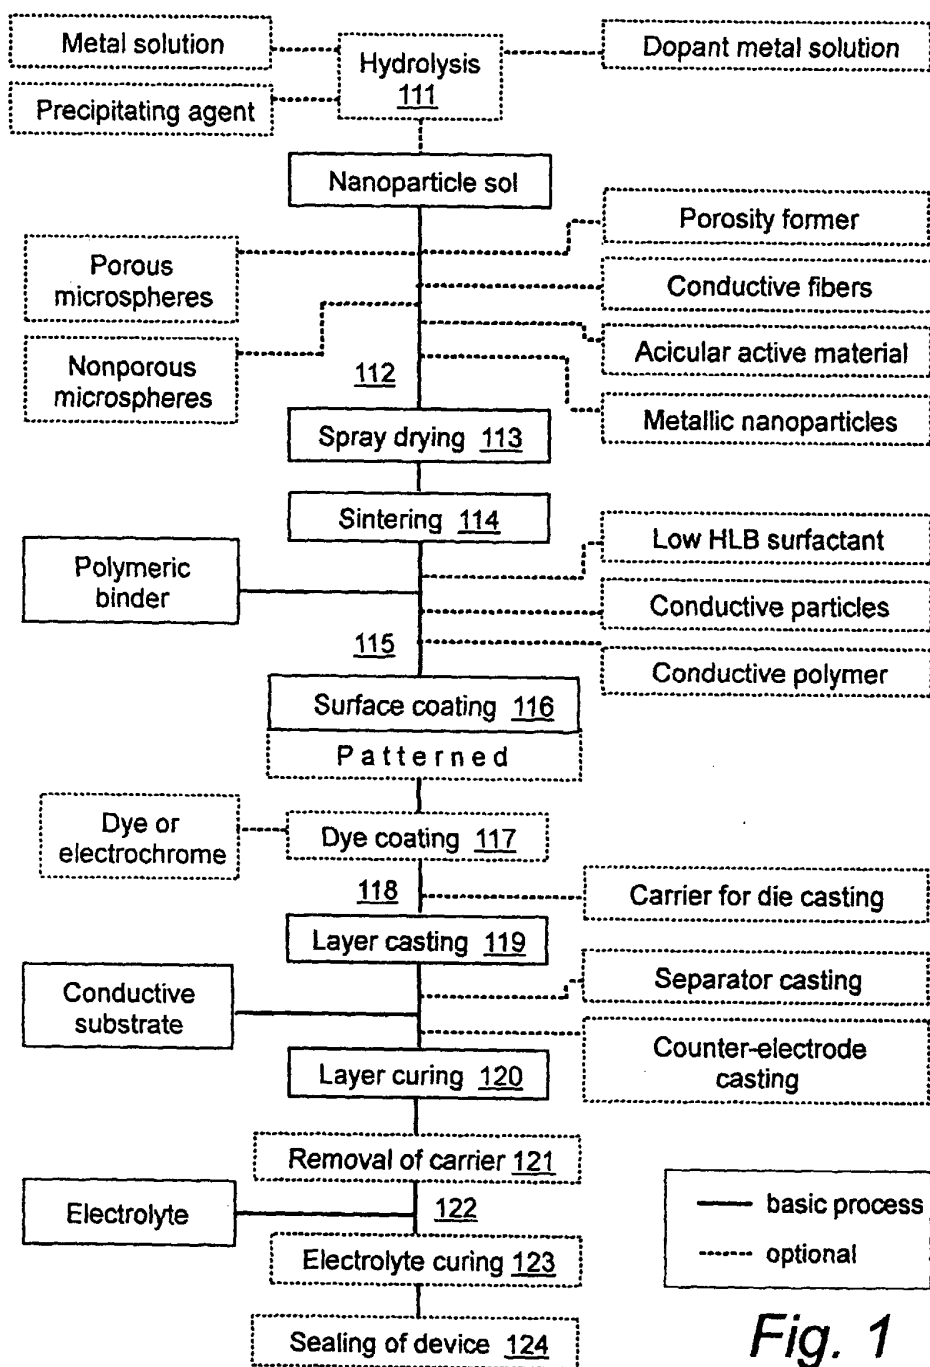 Metal solution
Hydrolysis
111
Dopant metal solution
Precipitating agent
Nanoparticle sol
Porosity former
Porous
microspheres
Conductive fibers
Nonporous
microspheres
Acicular active material
112
Metallic nanoparticles
Spray drying 113
Sintering 114
Low HLB surfactant
Polymeric
binder
Conductive particles
115
Conductive polymer
Surface coating 116
Patterned
Dye or
electrochrome
Dye coating 117
118
Carrier for die casting
Layer casting 119
Separator casting
Conductive
substrate
Counter-electrode
casting
Layer curing 120
Removal of carrier 121
Electrolyte
122
basic process
optional
Electrolyte curing 123
Sealing of device 124
Fig. 1